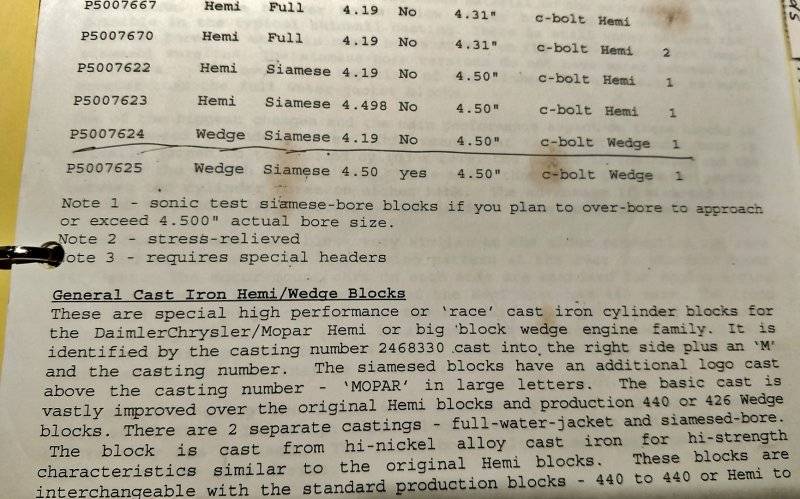 P5007667 Hemi Full 4.19 No 4.31" c-bolt Hemi
P5007670 Hemi Full 4.19 No 4.31" c-bolt Hemi 2
P5007622 Hemi Siamese 4.19 No 4.50" c-bolt Hemi 1
P5007623 Hemi Siamese 4.498 No 4.50" c-bolt Hemi 1
P5007624 Wedge Siamese 4.19 No 4.50" c-bolt Wedge 1
P5007625 Wedge Siamese 4.50 yes 4.50" c-bolt Wedge 1
Note 1 - sonic test siamese-bore blocks if you plan to over-bore to approach
or exceed 4.500" actual bore size.
Note 2 - stress-relieved
ote 3 - requires special headers
General Cast Iron Hemi/Wedge Blocks
These are special high performance or 'race' cast iron cylinder blocks for
the DaimlerChrysler/Mopar Hemi or big block wedge engine family. It is
identified by the casting number 2468330 cast into the right side plus an 'M'
and the casting number. The siamesed blocks have an additional logo cast
above the casting number - 'MOPAR' in large letters. The basic cast is
vastly improved over the original Hemi blocks and production 440 or 426 Wedge
blocks. There are 2 separate castings - full-water-jacket and siamesed-bore.
The block is cast from hi-nickel alloy cast iron for hi-strength
characteristics similar to the original Hemi blocks. These blocks are
interchangeable with the standard production blocks - 440 to 440 or Hemi to